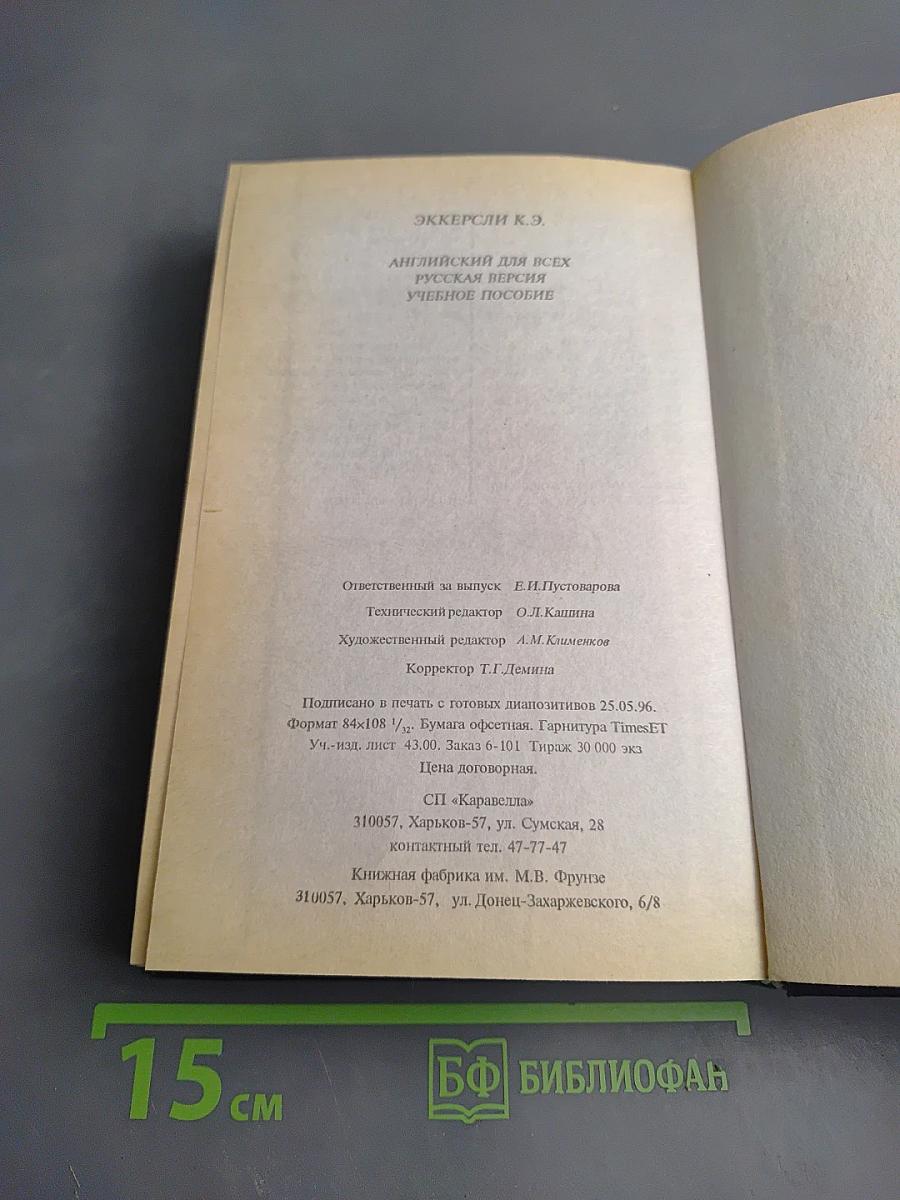 ЭККЕРСЛИ К.Э.
АНГЛИЙСКИЙ ДЛЯ ВСЕХ
РУССКАЯ ВЕРСИЯ
УЧЕБНОЕ ПОСОБИЕ
Ответственный за выпуск Е.И.Пустоварова
Технический редактор О.Л.Кашина
Художественный редактор А.М.Клименков
Корректор Т.Г.Демина
Подписано в печать с готовых диапозитивов 25.05.96.
Формат 84×108 1/32. Бумага офсетная. Гарнитура TimesET
Уч.-изд. лист 43.00. Заказ 6-101 Тираж 30 000 экз
Цена договорная.
СП «Каравелла»
310057, Харьков-57, ул. Сумская, 28
контактный тел. 47-77-47
Книжная фабрика им. М.В. Фрунзе
310057, Харьков-57, ул. Донец-Захаржевского, 6/8
15 см
БФ БИБЛИОФАН